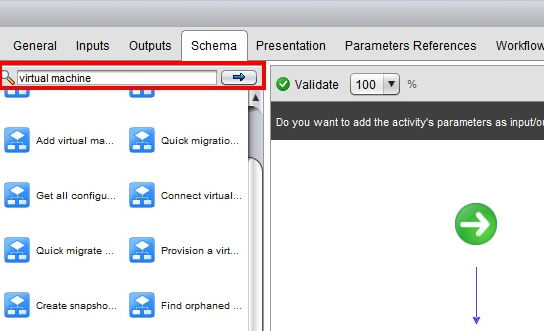 General Inputs Outputs Schema Presentation Parameters References Workflow
virtual machine
Validate 100 %
Do you want to add the activity's parameters as input/ou
Add virtual ma... Quick migratio...
Get all configu... Connect virtual...
Quick migrate ... Provision a virt...
Create snapsho... Find orphaned ...